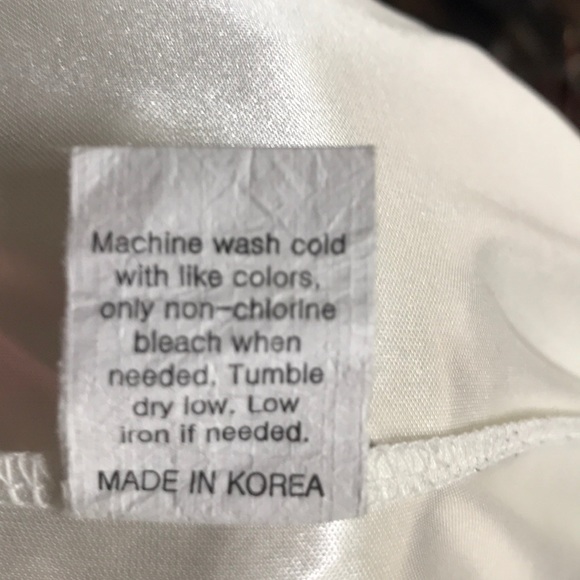 Machine wash cold
with like colors,
only non-chlorine
bleach when
needed. Tumble
dry low. Low
iron if needed.
MADE IN KOREA